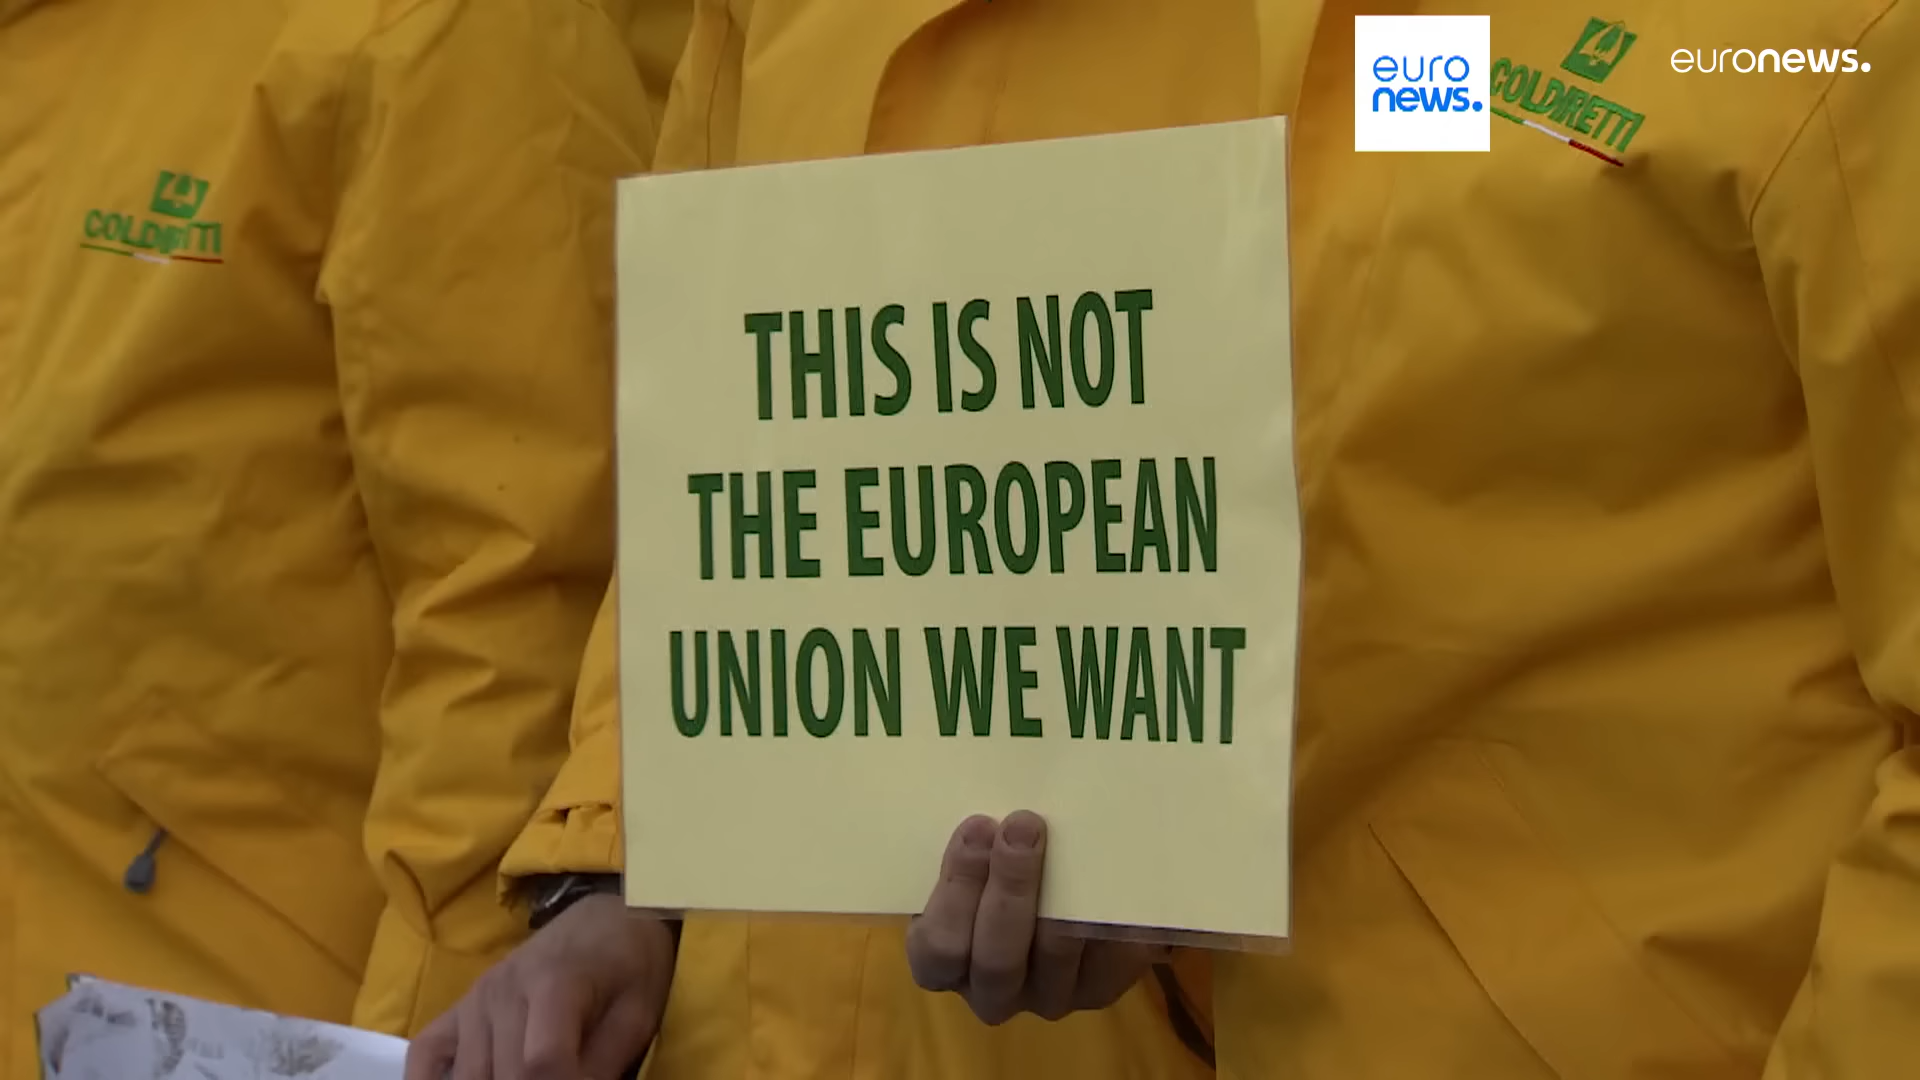 euro
news.
euronews.
COLDIRETTI
COLDIRETTI
THIS IS NOT
THE EUROPEAN
UNION WE WANT